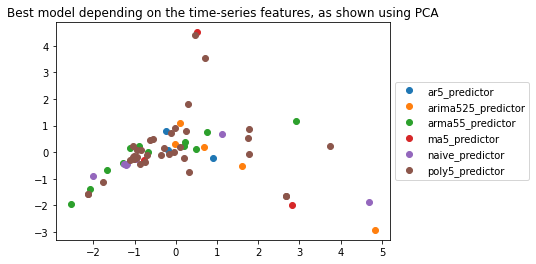 Best model depending on the time-series features, as shown using PCA
4
3
2
1
0
−1
−2
−3
−2
−1
0
1
2
3
4
5
ar5_predictor
arima525_predictor
arma55_predictor
ma5_predictor
naive_predictor
poly5_predictor